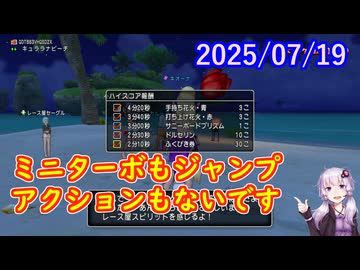 2025/07/19
キュララナビーチ
ハイスコア報酬
4分20秒 手持ち花火・青 3こ
3分40秒 打ち上げ花火・赤 3こ
3分00秒 サニーボードプリズム 1こ
2分20秒 ドルセリン 10こ
2分10秒 ふくびき券 30こ
レース屋セーグル
ミニターボもジャンプ
アクションもないです
レース屋スピリットを感じるよ!